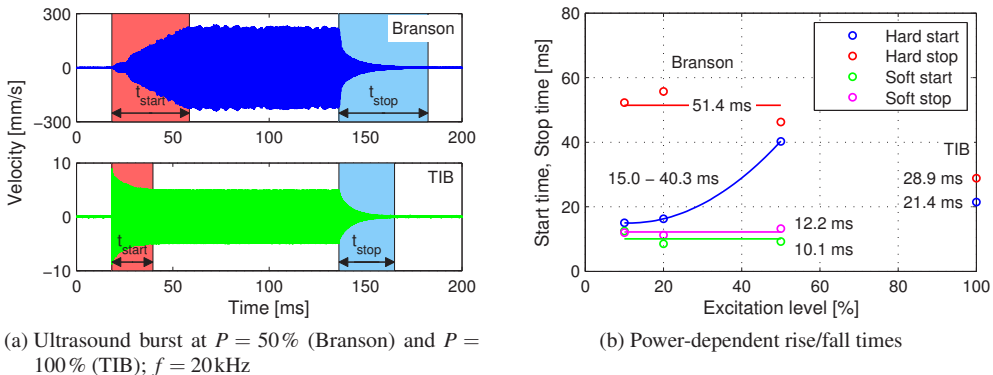 300
0
−300
0
50
100
150
200
Branson
t_start
t_stop
Velocity [mm/s]
10
5
0
−5
−10
0
50
100
150
200
TIB
t_start
t_stop
Time [ms]
(a) Ultrasound burst at P = 50 % (Branson) and P =
100 % (TIB); f = 20 kHz
Start time, Stop time [ms]
80
60
40
20
0
0
20
40
60
80
100
Excitation level [%]
Hard start
Hard stop
Soft start
Soft stop
Branson
51.4 ms
15.0 − 40.3 ms
12.2 ms
10.1 ms
TIB
28.9 ms
21.4 ms
(b) Power-dependent rise/fall times